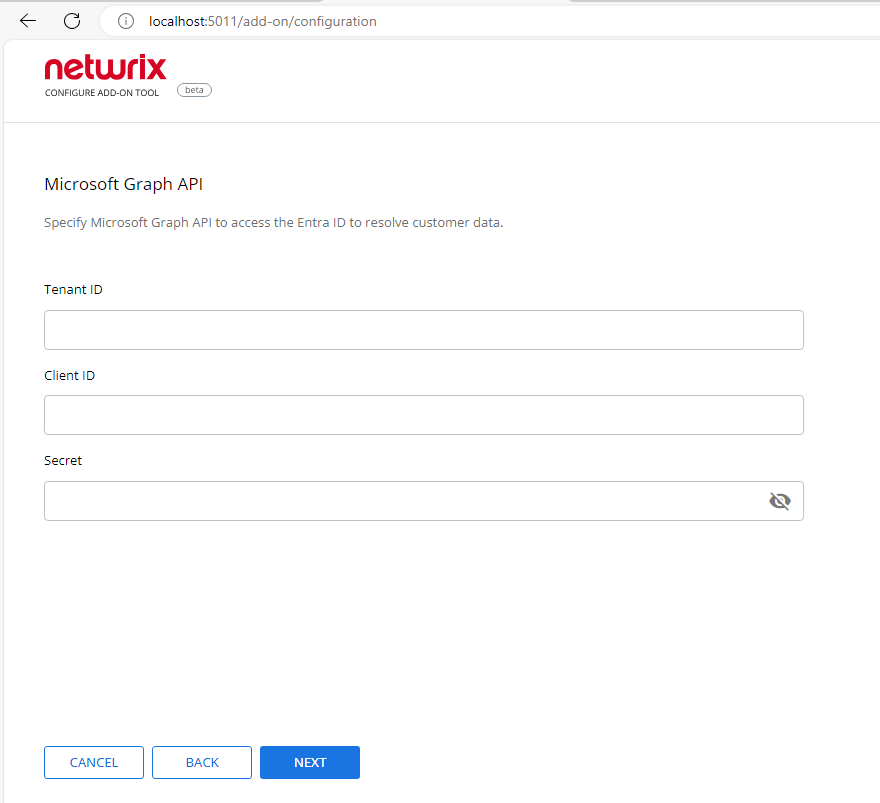 localhost:5011/add-on/configuration
netwrix
CONFIGURE ADD-ON TOOL beta
Microsoft Graph API
Specify Microsoft Graph API to access the Entra ID to resolve customer data.
Tenant ID
Client ID
Secret
CANCEL BACK NEXT